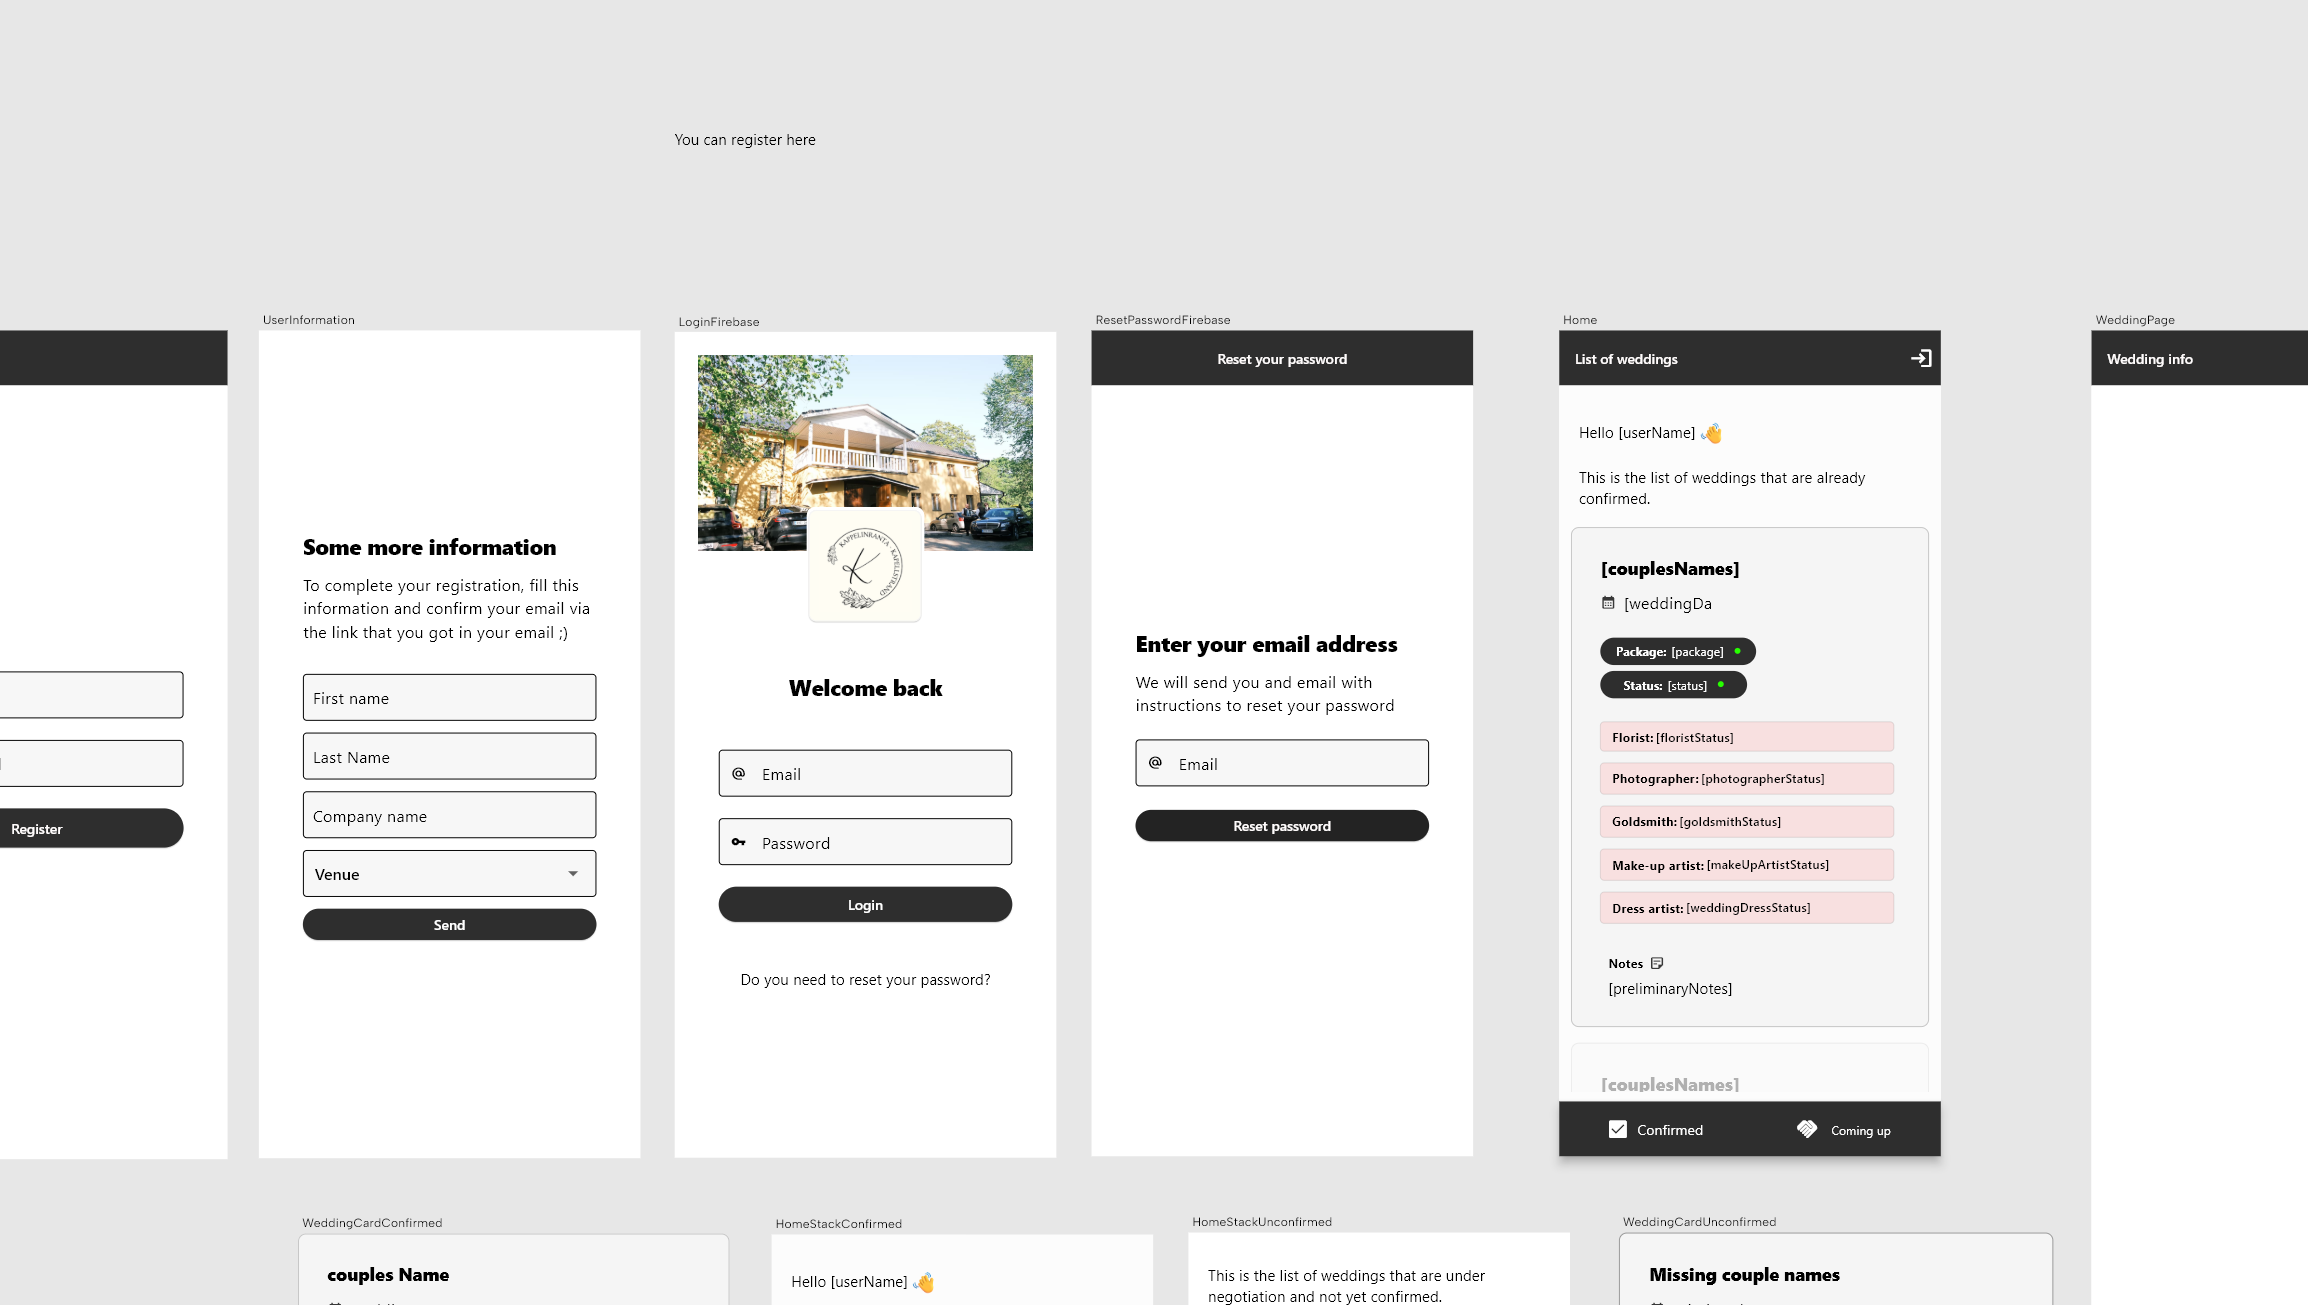 You can register here
UserInformation
LoginFirebase
ResetPasswordFirebase
Home
WeddingPage
Register
Some more information
To complete your registration, fill this
information and confirm your email via
the link that you got in your email ;)
First name
Last Name
Company name
Venue
Send
KAPPELINRANTA · KAPELLSTRAND
K
Welcome back
Email
Password
Login
Do you need to reset your password?
Reset your password
Enter your email address
We will send you and email with
instructions to reset your password
Email
Reset password
List of weddings
Hello [userName] 👋
This is the list of weddings that are already
confirmed.
[couplesNames]
[weddingDa
Package: [package]
Status: [status]
Florist: [floristStatus]
Photographer: [photographerStatus]
Goldsmith: [goldsmithStatus]
Make-up artist: [makeUpArtistStatus]
Dress artist: [weddingDressStatus]
Notes
[preliminaryNotes]
[couplesNames]
Confirmed
Coming up
Wedding info
WeddingCardConfirmed
couples Name
HomeStackConfirmed
Hello [userName] 👋
HomeStackUnconfirmed
This is the list of weddings that are under
negotiation and not yet confirmed.
WeddingCardUnconfirmed
Missing couple names